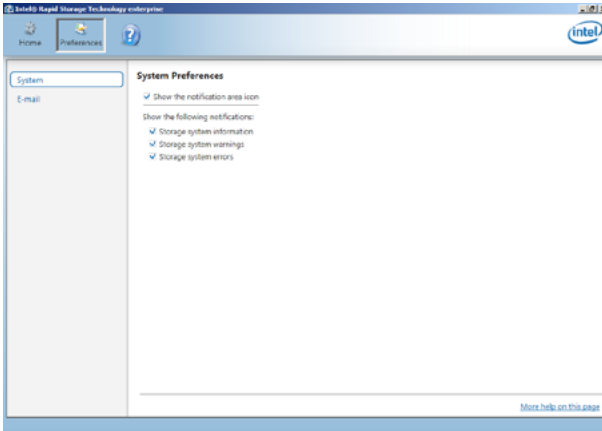 Intel® Rapid Storage Technology enterprise
Home
Preferences
?
intel
System
E-mail
System Preferences
Show the notification area icon
Show the following notifications:
Storage system information
Storage system warnings
Storage system errors
More help on this page